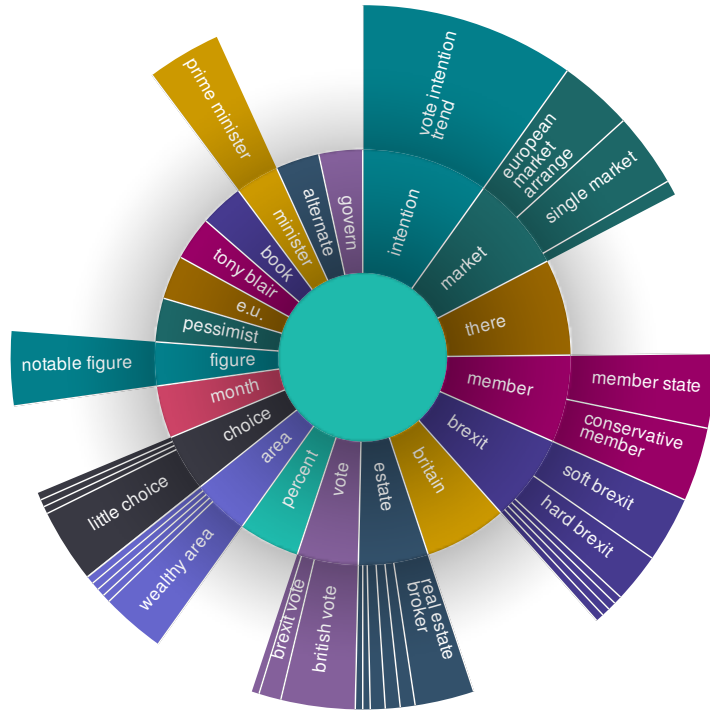 vote intention
trend
intention
european
market
arrange
single market
market
there
member
member state
conservative
member
brexit
soft brexit
hard brexit
britain
estate
real estate
broker
vote
british vote
brexit vote
percent
area
wealthy area
choice
little choice
month
figure
notable figure
pessimist
e.u.
tony blair
book
minister
prime minister
alternate
govern